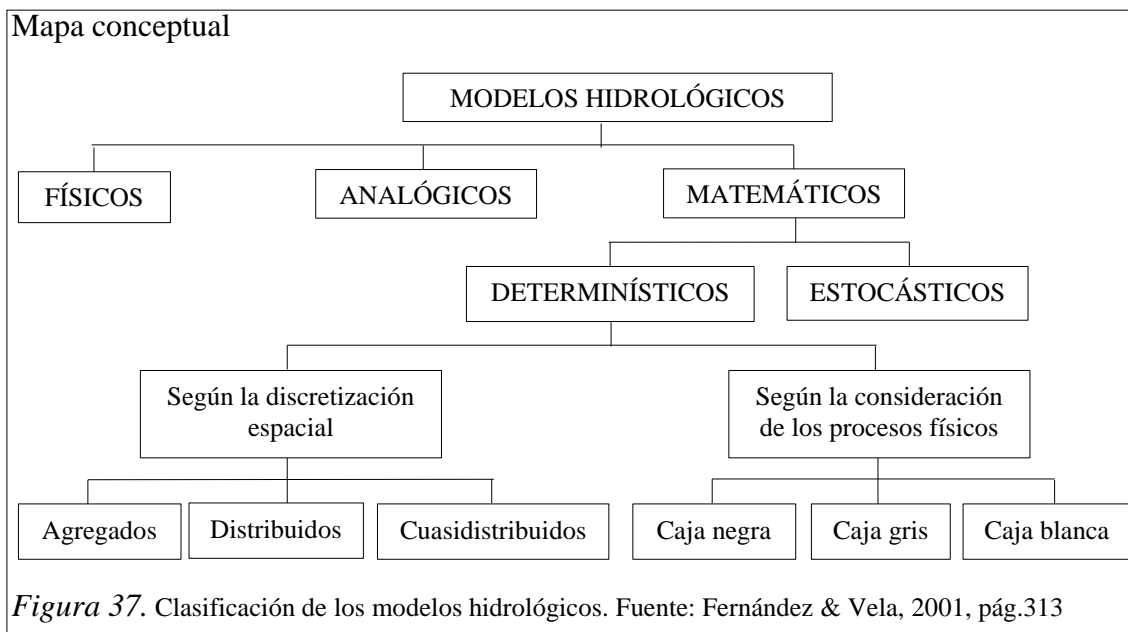 Mapa conceptual
MODELOS HIDROLÓGICOS
FÍSICOS
ANALÓGICOS
MATEMÁTICOS
DETERMINÍSTICOS
ESTOCÁSTICOS
Según la discretización
espacial
Según la consideración
de los procesos físicos
Agregados
Distribuidos
Cuasidistribuidos
Caja negra
Caja gris
Caja blanca
Figura 37. Clasificación de los modelos hidrológicos. Fuente: Fernández & Vela, 2001, pág.313